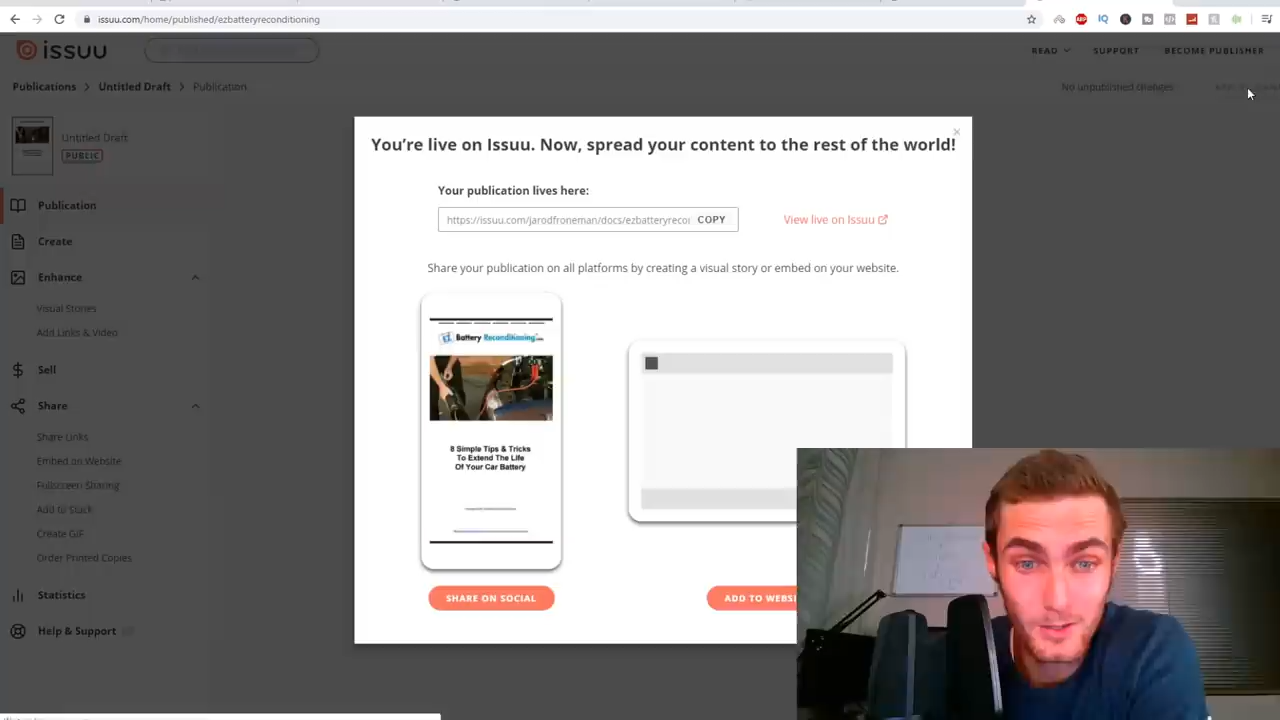 issuu.com/home/published/ezbatteryreconditioning
issuu
READ
SUPPORT
BECOME PUBLISHER
Publications > Untitled Draft > Publication
No unpublished changes
Untitled Draft
PUBLIC
Publication
Create
Enhance
Visual Stories
Add Links & Video
Sell
Share
Share Links
Embed on Website
Fullscreen Sharing
Add to Stack
Create GIF
Order Printed Copies
Statistics
Help & Support
×
You're live on Issuu. Now, spread your content to the rest of the world!
Your publication lives here:
https://issuu.com/jarodfroneman/docs/ezbatteryrecoi
COPY
View live on Issuu
Share your publication on all platforms by creating a visual story or embed on your website.
EZ Battery Reconditioning.com
8 Simple Tips & Tricks
To Extend The Life
Of Your Car Battery
SHARE ON SOCIAL
ADD TO WEBSI